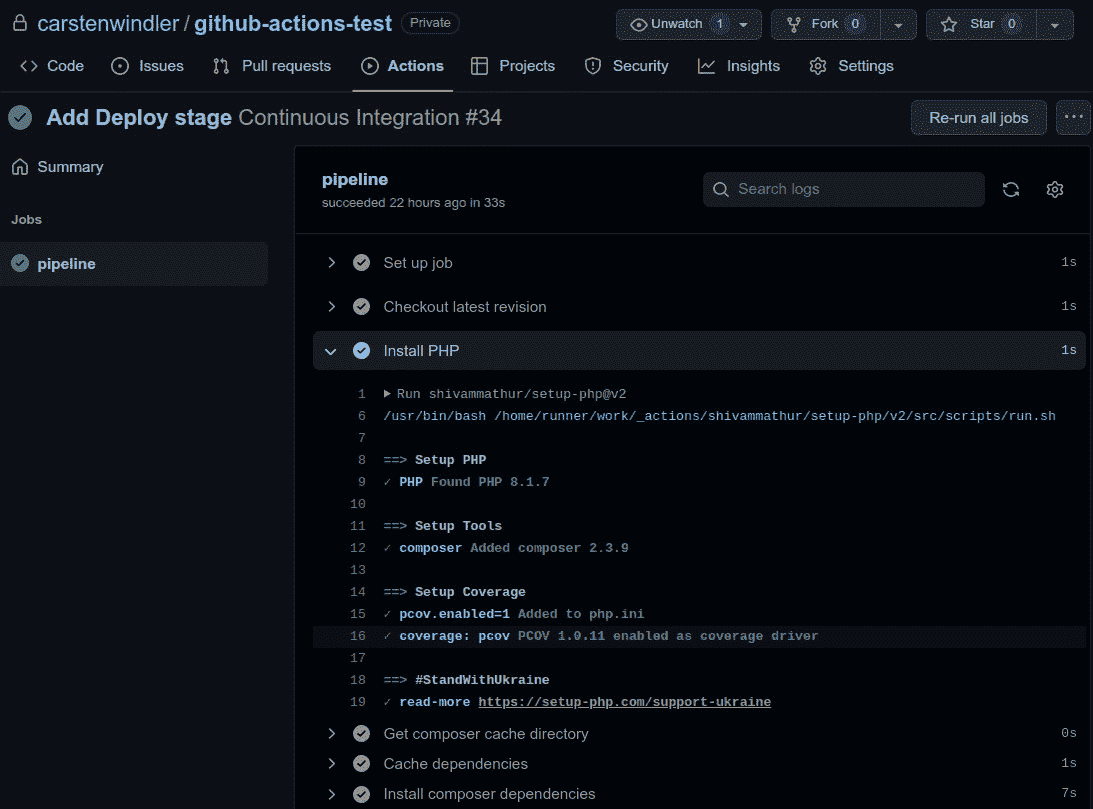 carstenwindler / github-actions-test Private
Unwatch 1 Fork 0 Star 0
Code Issues Pull requests Actions Projects Security Insights Settings
Add Deploy stage Continuous Integration #34
Re-run all jobs ...
Summary
Jobs
pipeline
pipeline
succeeded 22 hours ago in 33s
Search logs
Set up job 1s
Checkout latest revision 1s
Install PHP 1s
1 Run shivammathur/setup-php@v2
6 /usr/bin/bash /home/runner/work/_actions/shivammathur/setup-php/v2/src/scripts/run.sh
7
8 ==> Setup PHP
9 ✓ PHP Found PHP 8.1.7
10
11 ==> Setup Tools
12 ✓ composer Added composer 2.3.9
13
14 ==> Setup Coverage
15 ✓ pcov.enabled=1 Added to php.ini
16 ✓ coverage: pcov PCOV 1.0.11 enabled as coverage driver
17
18 ==> #StandWithUkraine
19 ✓ read-more https://setup-php.com/support-ukraine
Get composer cache directory 0s
Cache dependencies 1s
Install composer dependencies 7s